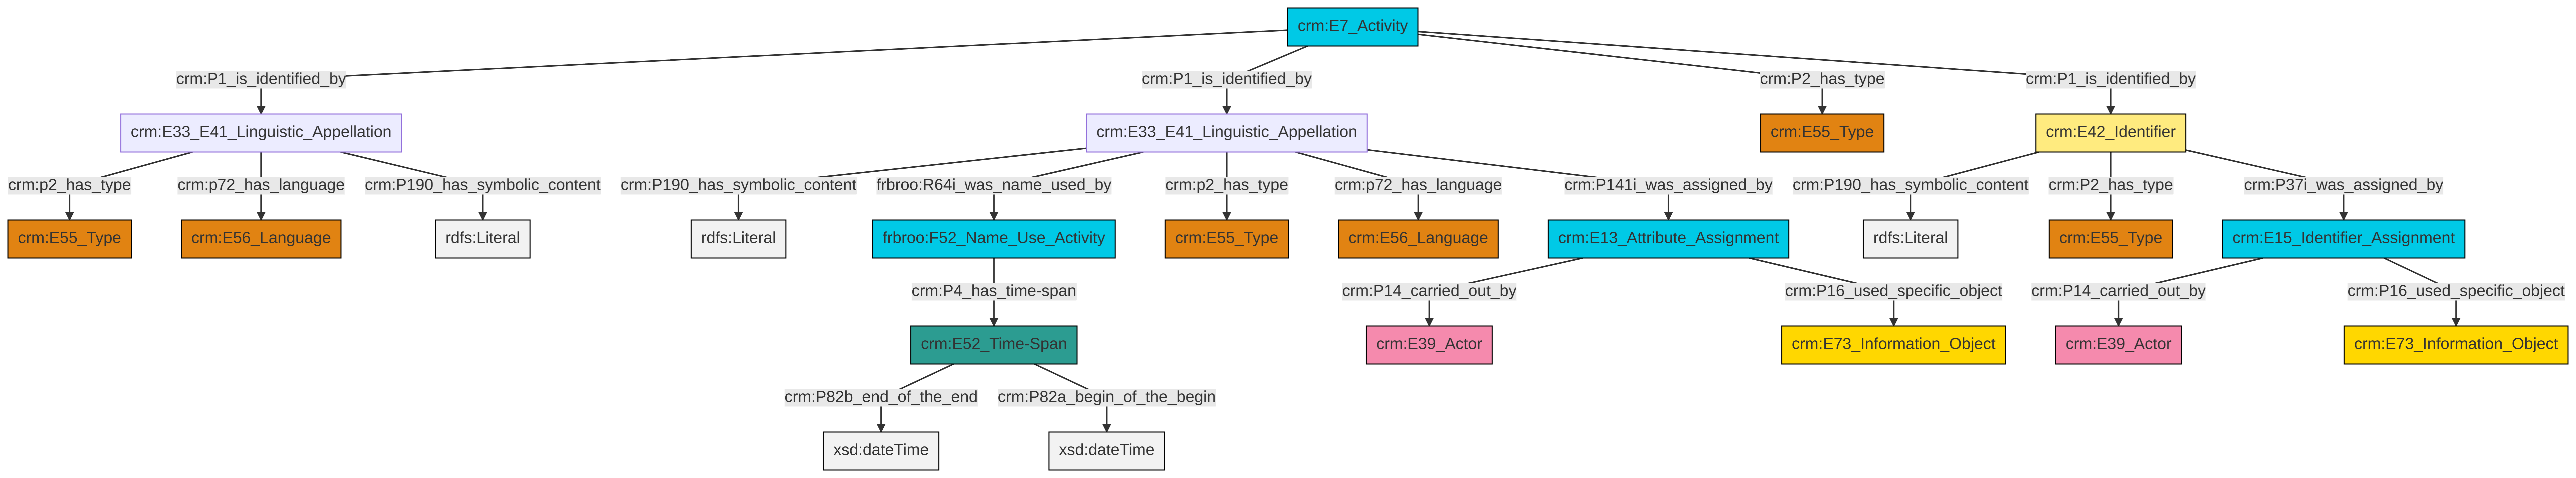 crm:E7_Activity
crm:P1_is_identified_by
crm:P1_is_identified_by
crm:P2_has_type
crm:P1_is_identified_by
crm:E33_E41_Linguistic_Appellation
crm:E33_E41_Linguistic_Appellation
crm:E55_Type
crm:E42_Identifier
crm:p2_has_type
crm:p72_has_language
crm:P190_has_symbolic_content
crm:P190_has_symbolic_content
frbroo:R64i_was_name_used_by
crm:p2_has_type
crm:p72_has_language
crm:P141i_was_assigned_by
crm:P190_has_symbolic_content
crm:P2_has_type
crm:P37i_was_assigned_by
crm:E55_Type
crm:E56_Language
rdfs:Literal
rdfs:Literal
frbroo:F52_Name_Use_Activity
crm:E55_Type
crm:E56_Language
crm:E13_Attribute_Assignment
rdfs:Literal
crm:E55_Type
crm:E15_Identifier_Assignment
crm:P4_has_time-span
crm:P14_carried_out_by
crm:P16_used_specific_object
crm:P14_carried_out_by
crm:P16_used_specific_object
crm:E52_Time-Span
crm:E39_Actor
crm:E73_Information_Object
crm:E39_Actor
crm:E73_Information_Object
crm:P82b_end_of_the_end
crm:P82a_begin_of_the_begin
xsd:dateTime
xsd:dateTime